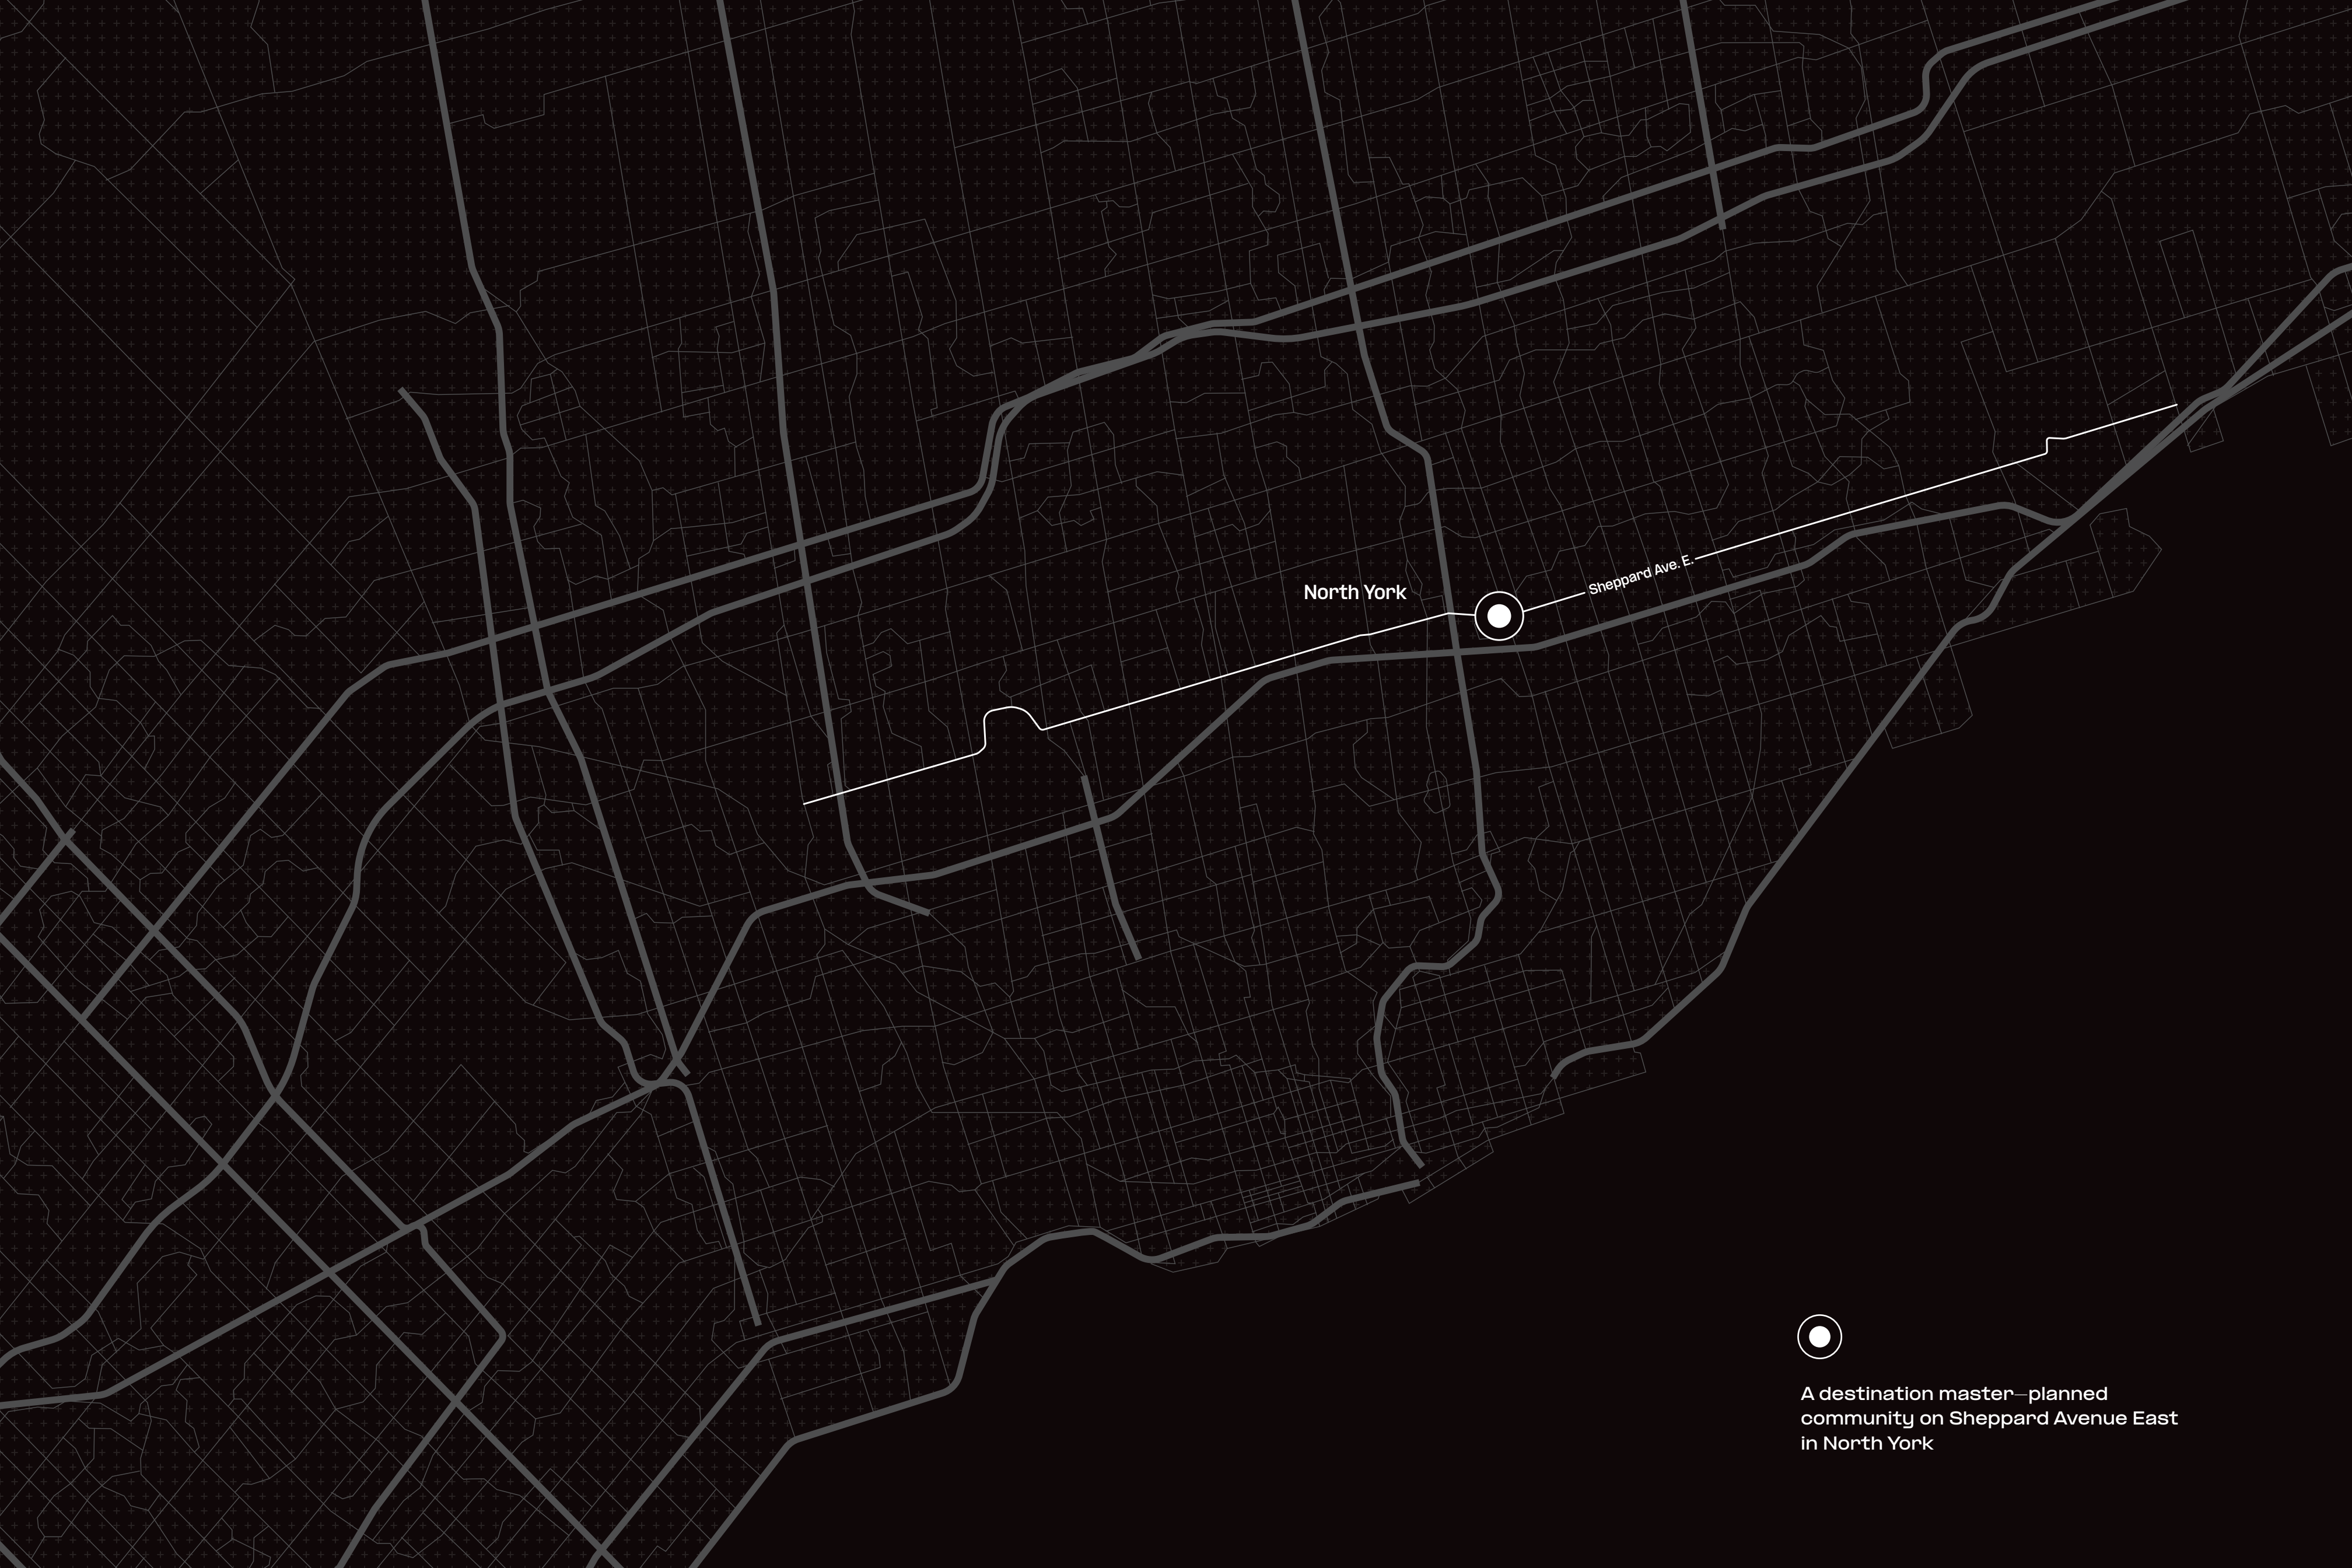 North York
Sheppard Ave. E.
A destination master—planned
community on Sheppard Avenue East
in North York